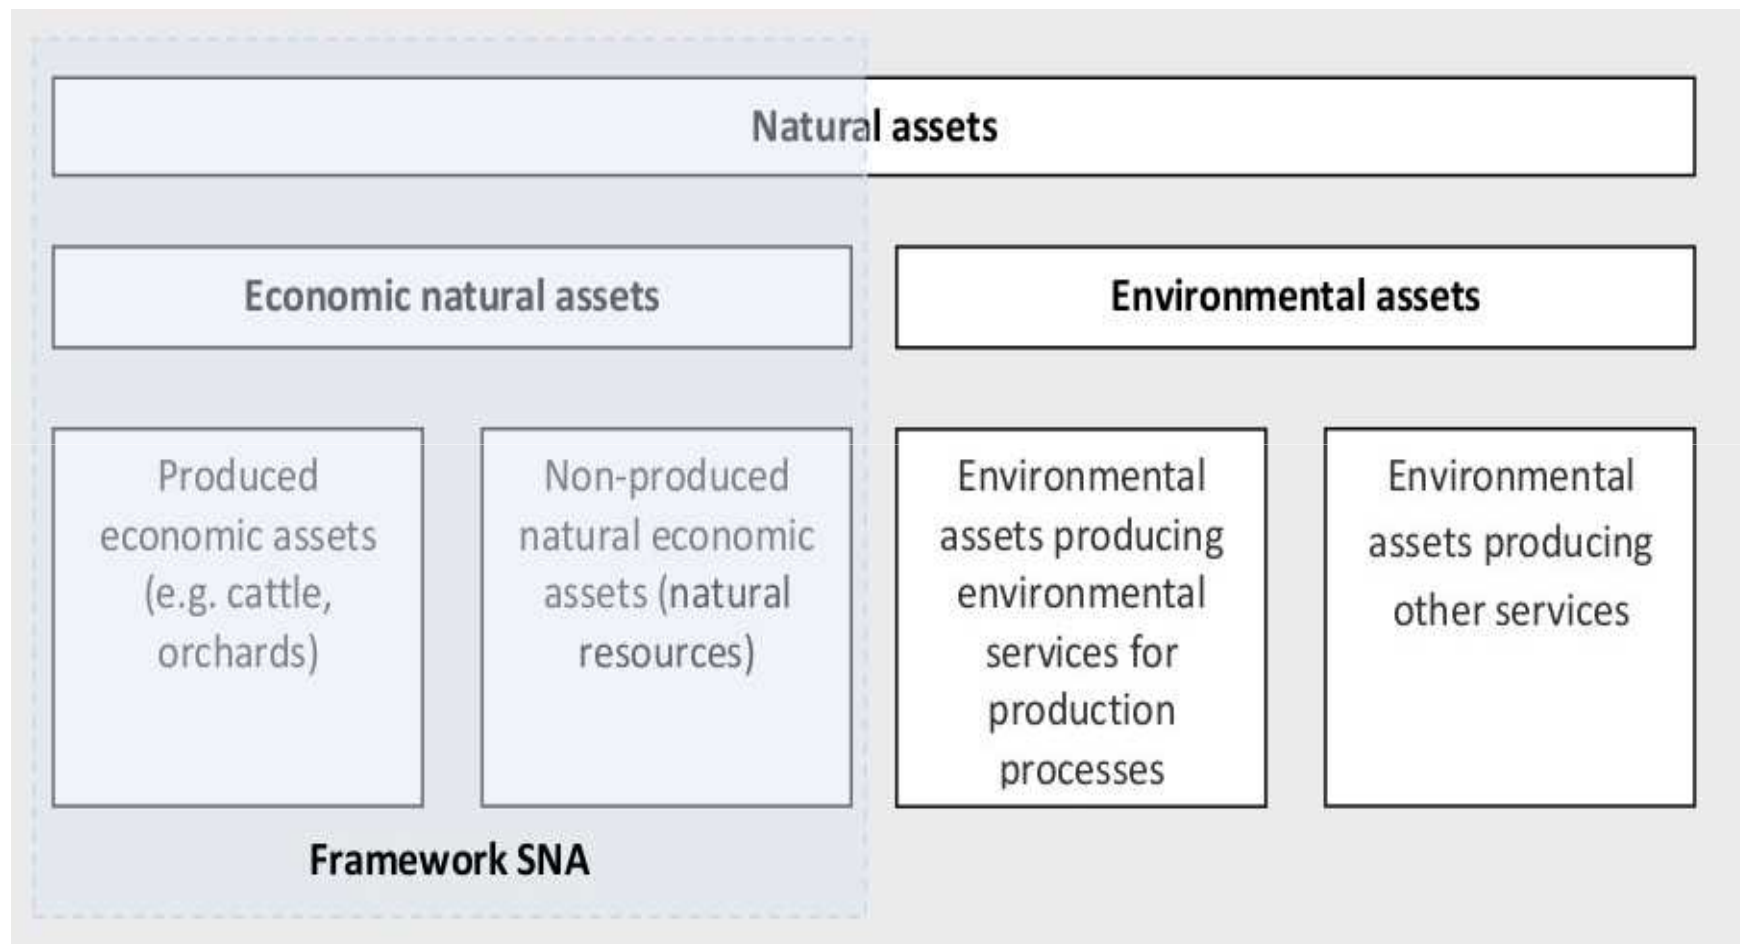 Natural assets
Economic natural assets
Environmental assets
Produced
economic assets
(e.g. cattle,
orchards)
Non-produced
natural economic
assets (natural
resources)
Environmental
assets producing
environmental
services for
production
processes
Environmental
assets producing
other services
Framework SNA